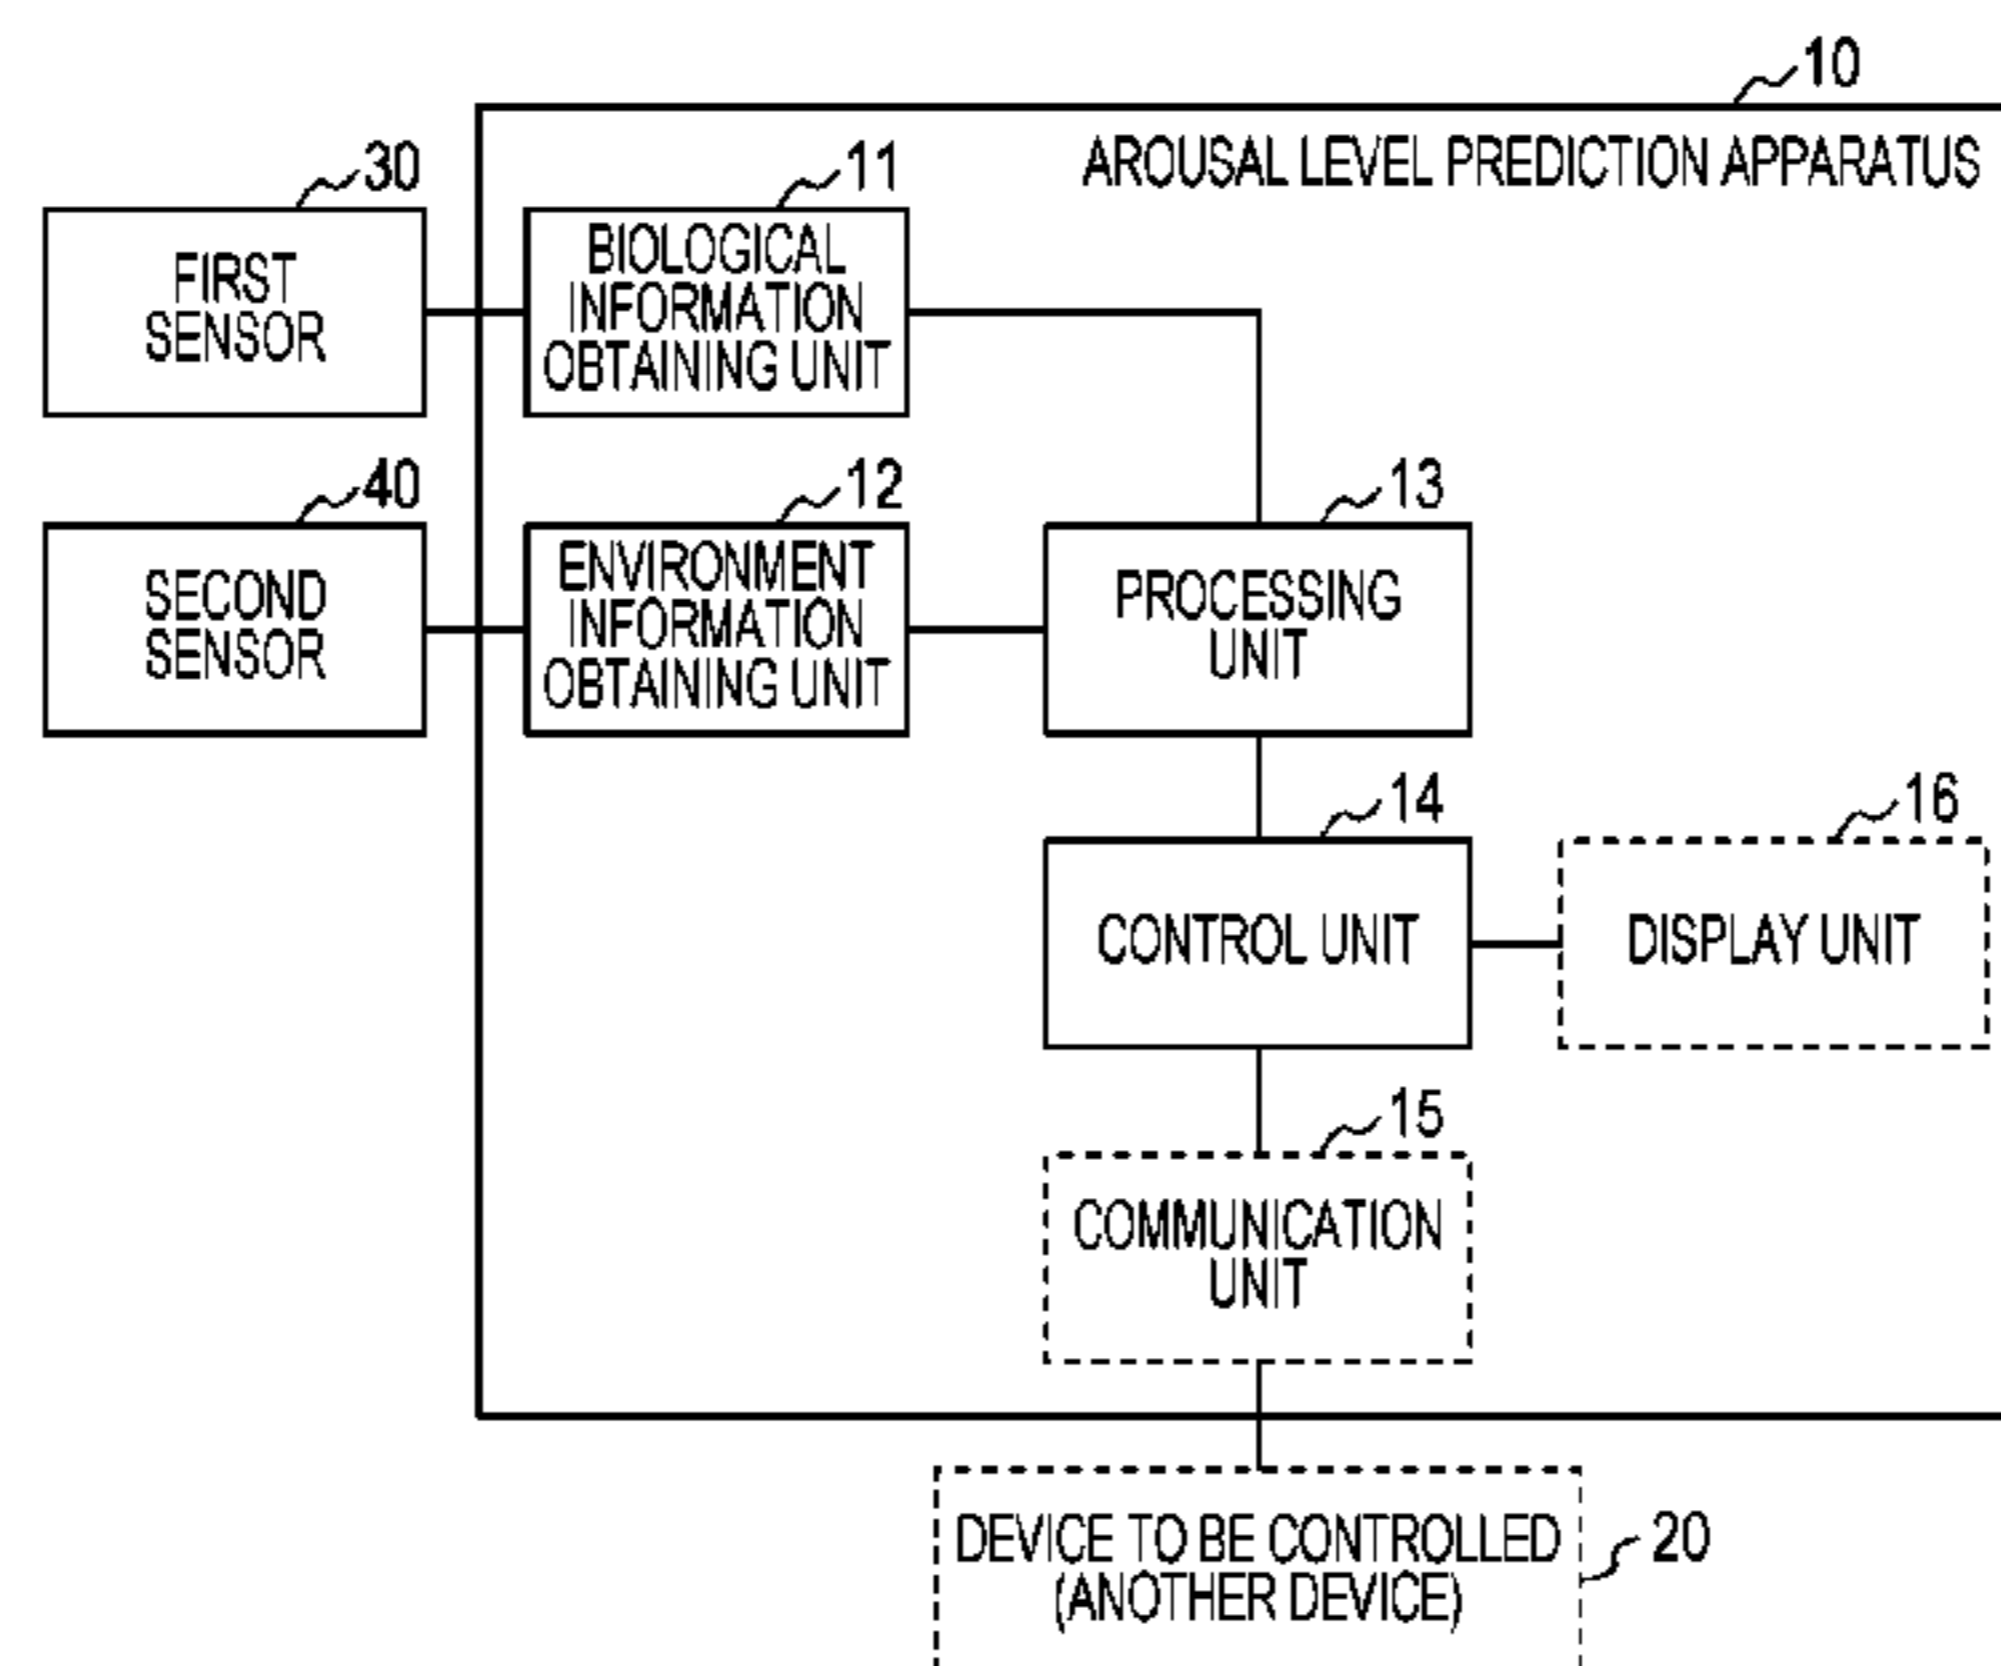 10
AROUSAL LEVEL PREDICTION APPARATUS
30
FIRST
SENSOR
11
BIOLOGICAL
INFORMATION
OBTAINING UNIT
40
SECOND
SENSOR
12
ENVIRONMENT
INFORMATION
OBTAINING UNIT
13
PROCESSING
UNIT
14
CONTROL UNIT
16
DISPLAY UNIT
15
COMMUNICATION
UNIT
DEVICE TO BE CONTROLLED
(ANOTHER DEVICE)
20